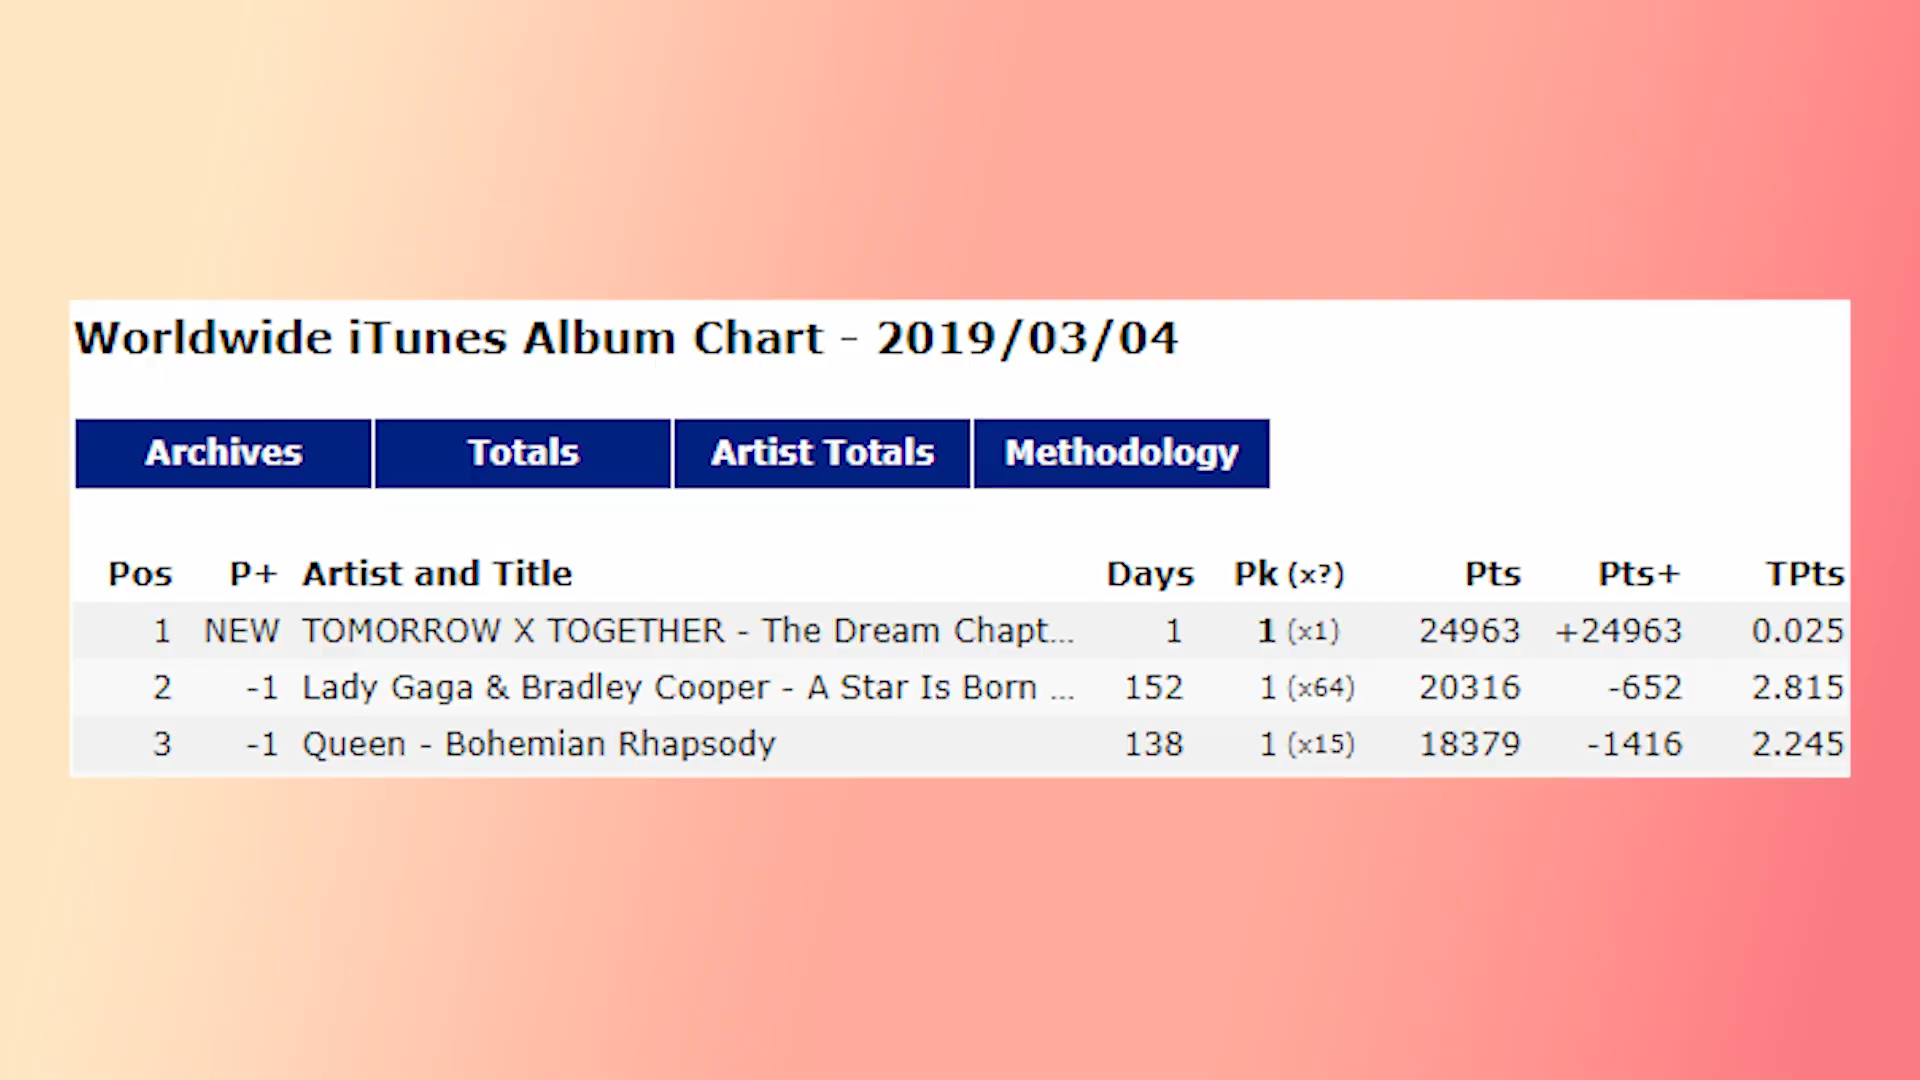 Worldwide iTunes Album Chart - 2019/03/04
Archives Totals Artist Totals Methodology
Pos P+ Artist and Title Days Pk (x?) Pts Pts+ TPts
1 NEW TOMORROW X TOGETHER - The Dream Chapt... 1 1 (x1) 24963 +24963 0.025
2 -1 Lady Gaga & Bradley Cooper - A Star Is Born ... 152 1 (x64) 20316 -652 2.815
3 -1 Queen - Bohemian Rhapsody 138 1 (x15) 18379 -1416 2.245